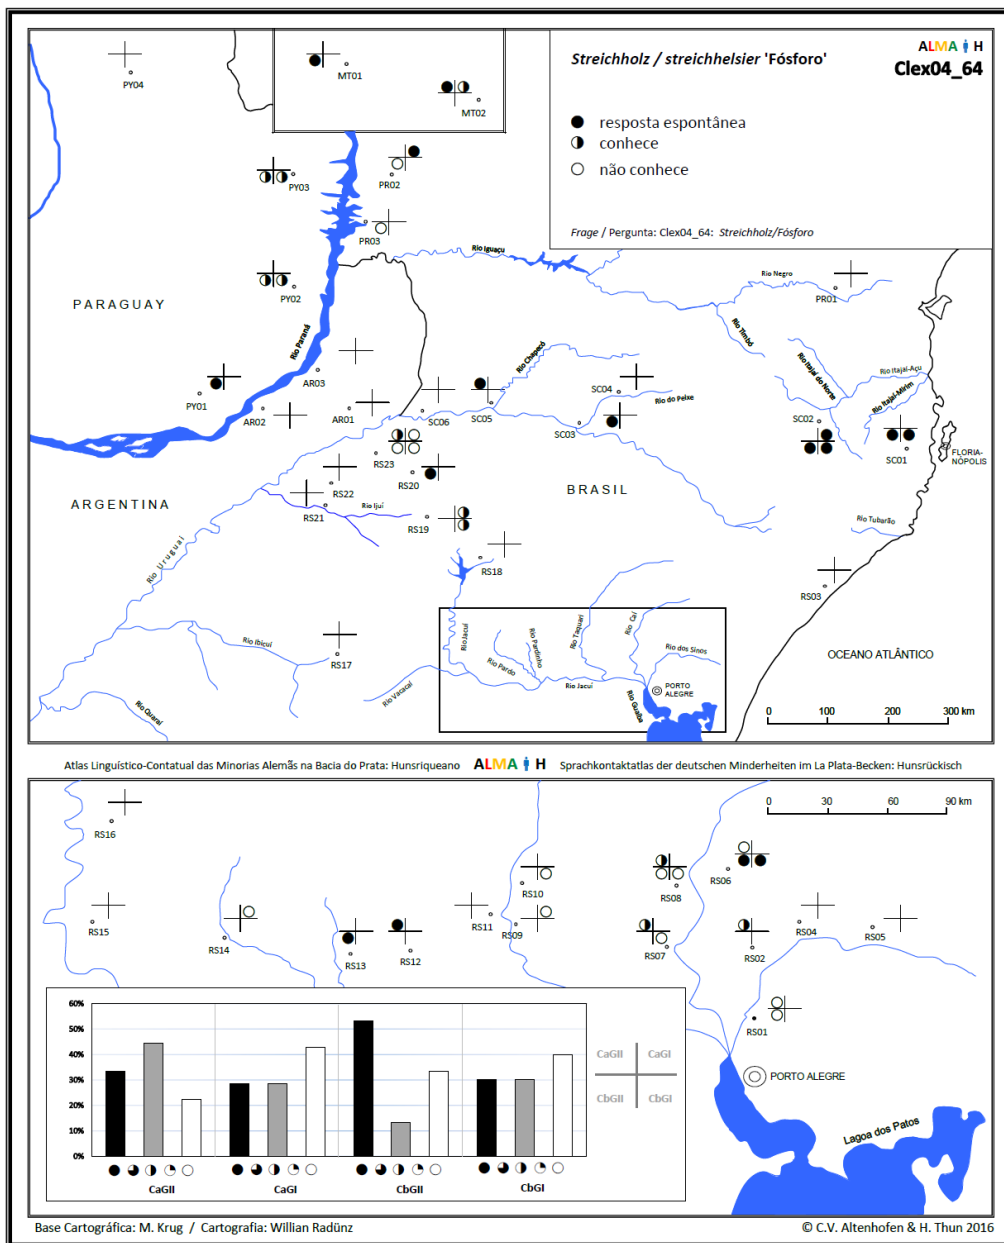 ALMA H
Streichholz / streichhelsier 'Fósforo'
Clex04_64
resposta espontânea
conhece
não conhece
Frage / Pergunta: Clex04_64: Streichholz/Fósforo
PY04
MT01
MT02
PY03
PR02
PR03
Rio Iguaçu
Rio Negro
PR01
PY02
PARAGUAY
Rio Paraná
Rio Timbó
Rio Chapecó
Rio Itajaí do Norte
Rio Itajaí-Açu
Rio Itajaí-Mirim
AR03
PY01
SC04
Rio do Peixe
SC05
AR02
AR01
SC06
SC03
SC02
SC01
FLORIA-
NÓPOLIS
RS23
RS20
RS22
BRASIL
ARGENTINA
RS21
Rio Ijuí
RS19
Rio Tubarão
RS18
Rio Uruguai
RS03
Rio Ibicuí
RS17
Rio Jacuí
Rio Pardo
Rio Pardinho
Rio Taquari
Rio Caí
Rio dos Sinos
OCEANO ATLÂNTICO
Rio Vacacaí
Rio Jacuí
PORTO
ALEGRE
Rio Guaíba
Rio Quaraí
0 100 200 300 km
Atlas Linguístico-Contatual das Minorias Alemãs na Bacia do Prata: Hunsriqueano ALMA H Sprachkontaktatlas der deutschen Minderheiten im La Plata-Becken: Hunsrückisch
0 30 60 90 km
RS16
RS10
RS08
RS06
RS15
RS14
RS13
RS12
RS11
RS09
RS07
RS02
RS04
RS05
RS01
PORTO ALEGRE
Lagoa dos Patos
60%
50%
40%
30%
20%
10%
0%
CaGII CaGI CbGII CbGI
CaGII CaGI
CbGII CbGI
Base Cartográfica: M. Krug / Cartografia: Willian Radünz
© C.V. Altenhofen & H. Thun 2016